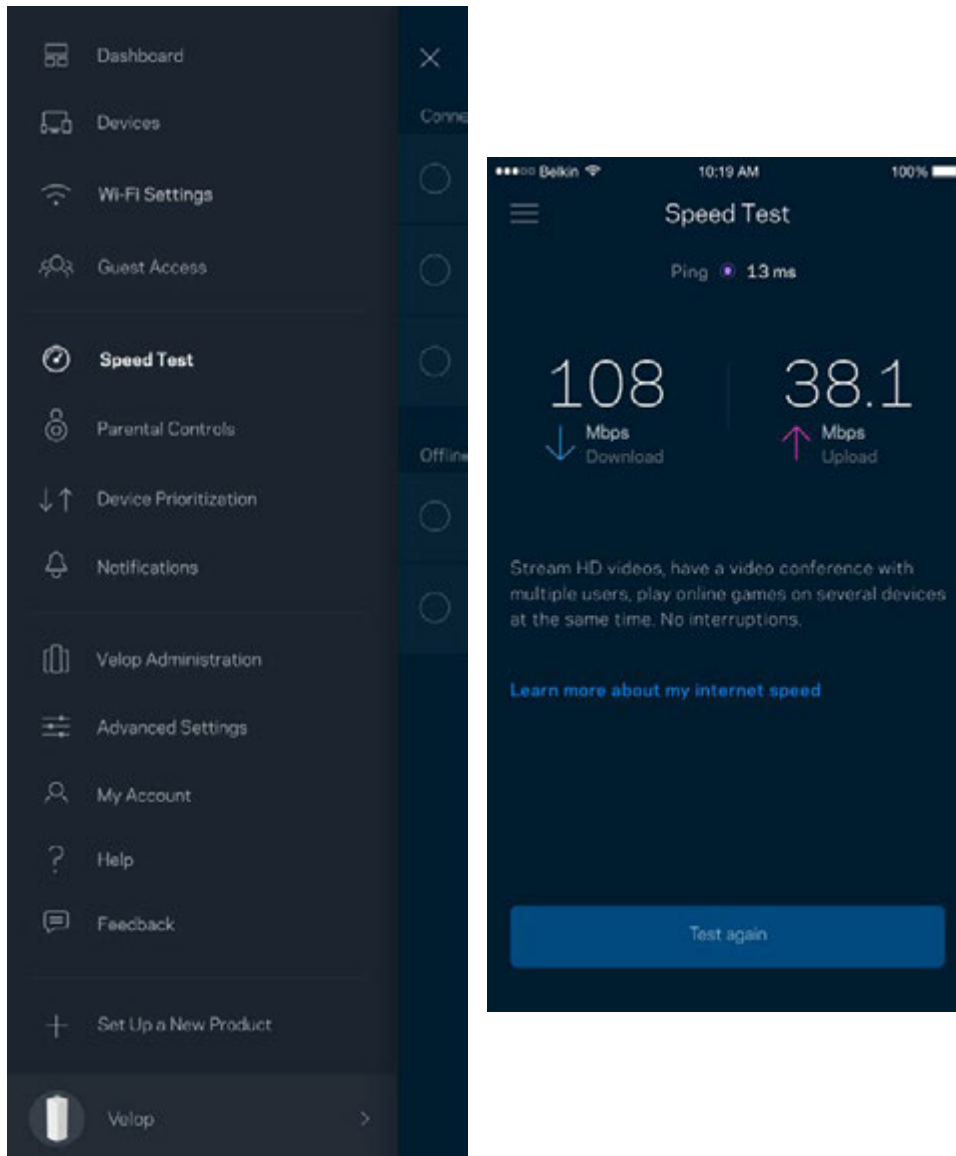 Dashboard
Devices
Wi-Fi Settings
Guest Access
Speed Test
Parental Controls
Device Prioritization
Notifications
Velop Administration
Advanced Settings
My Account
Help
Feedback
Set Up a New Product
Velop
Conne
Offline
Belkin 10:19 AM 100%
Speed Test
Ping 13 ms
108 38.1
Mbps Mbps
Download Upload
Stream HD videos, have a video conference with
multiple users, play online games on several devices
at the same time. No interruptions.
Learn more about my internet speed
Test again